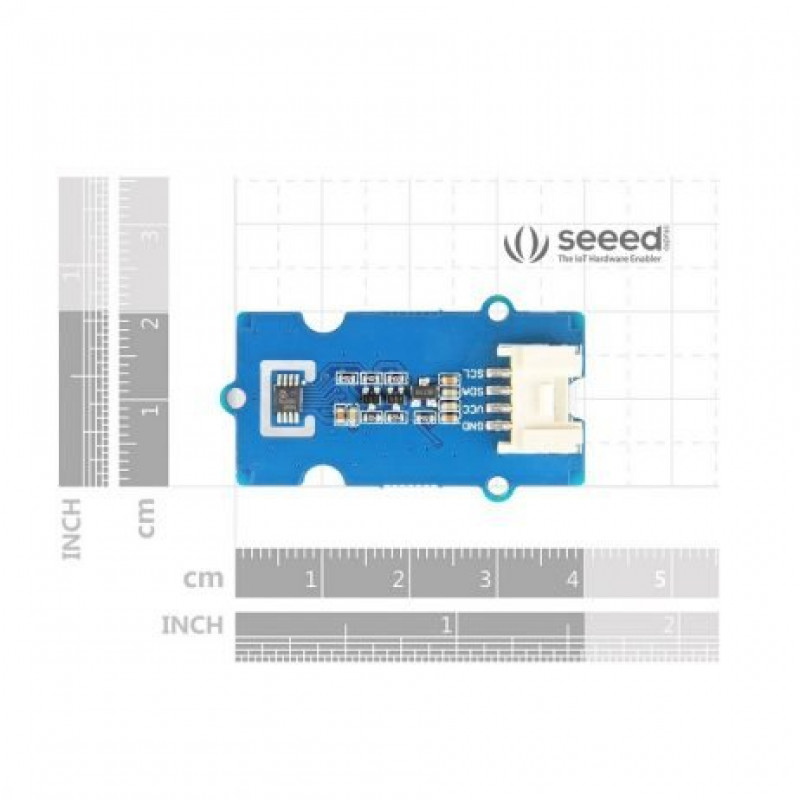 seeed
studio
The IoT Hardware Enabler
1
3
2
1
INCH
cm
SCL
SDA
VCC
GND
cm
1
2
3
4
5
INCH
1
2